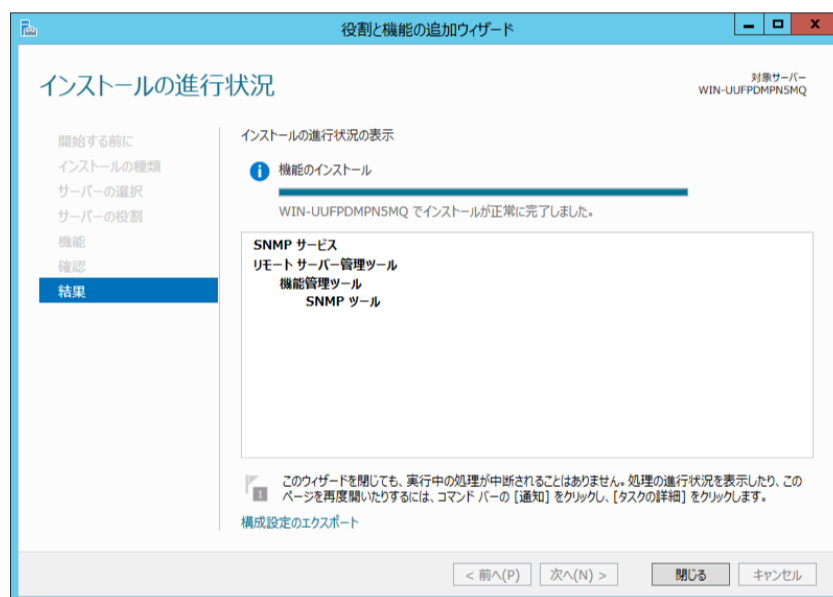 役割と機能の追加ウィザード
インストールの進行状況
対象サーバー
WIN-UUFPDMPN5MQ
開始する前に
インストールの種類
サーバーの選択
サーバーの役割
機能
確認
結果
インストールの進行状況の表示
機能のインストール
WIN-UUFPDMPN5MQ でインストールが正常に完了しました。
SNMP サービス
リモート サーバー管理ツール
機能管理ツール
SNMP ツール
1
このウィザードを閉じても、実行中の処理が中断されることはありません。処理の進行状況を表示したり、この
ページを再度開いたりするには、コマンド バーの [通知] をクリックし、[タスクの詳細] をクリックします。
構成設定のエクスポート
< 前へ(P)
次へ(N) >
閉じる
キャンセル